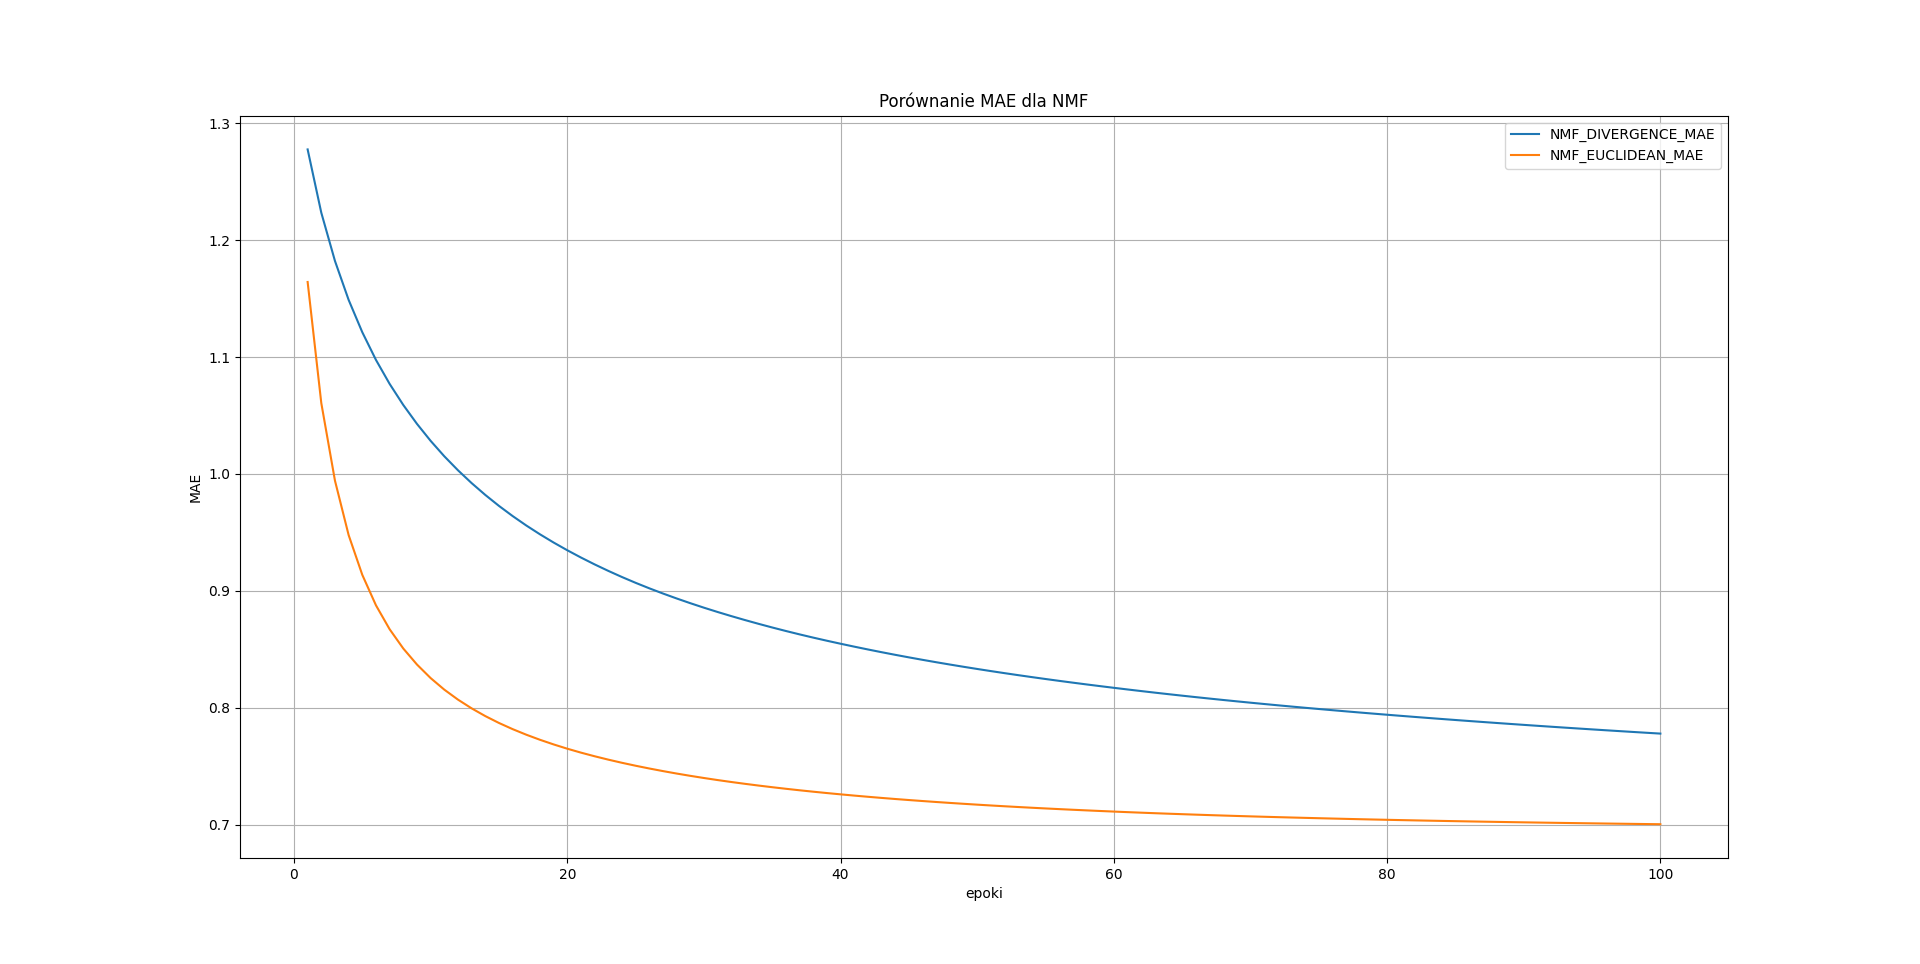 Porównanie MAE dla NMF
NMF_DIVERGENCE_MAE
NMF_EUCLIDEAN_MAE
1.3
1.2
1.1
1.0
0.9
0.8
0.7
MAE
0 20 40 60 80 100
epoki